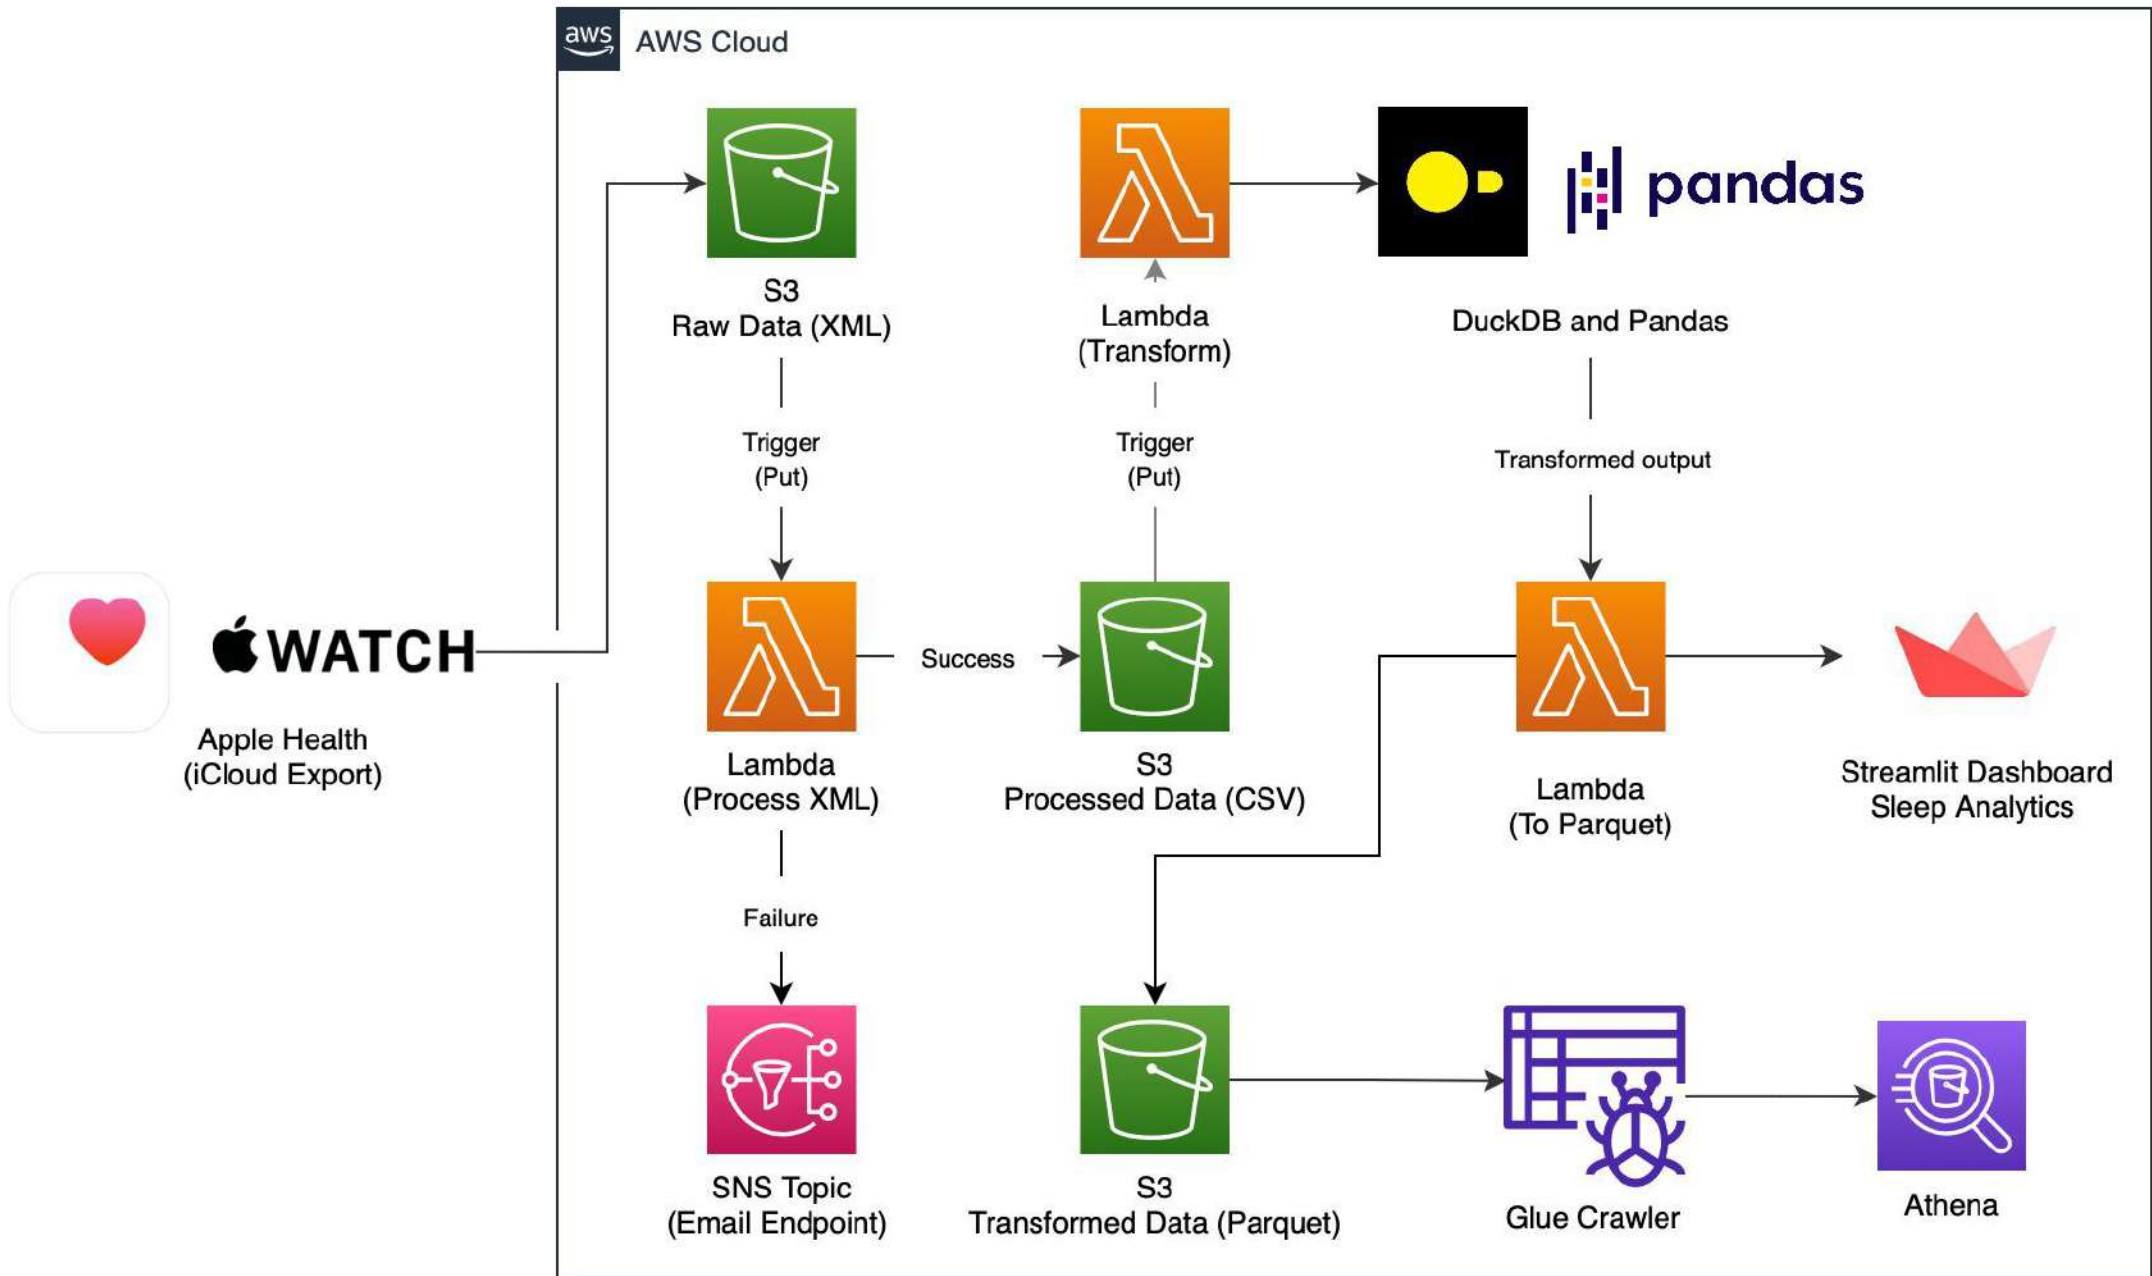 aws
AWS Cloud
pandas
S3
Raw Data (XML)
Lambda
(Transform)
DuckDB and Pandas
Trigger
(Put)
Trigger
(Put)
Transformed output
WATCH
Success
Apple Health
(iCloud Export)
Lambda
(Process XML)
S3
Processed Data (CSV)
Lambda
(To Parquet)
Streamlit Dashboard
Sleep Analytics
Failure
SNS Topic
(Email Endpoint)
S3
Transformed Data (Parquet)
Glue Crawler
Athena